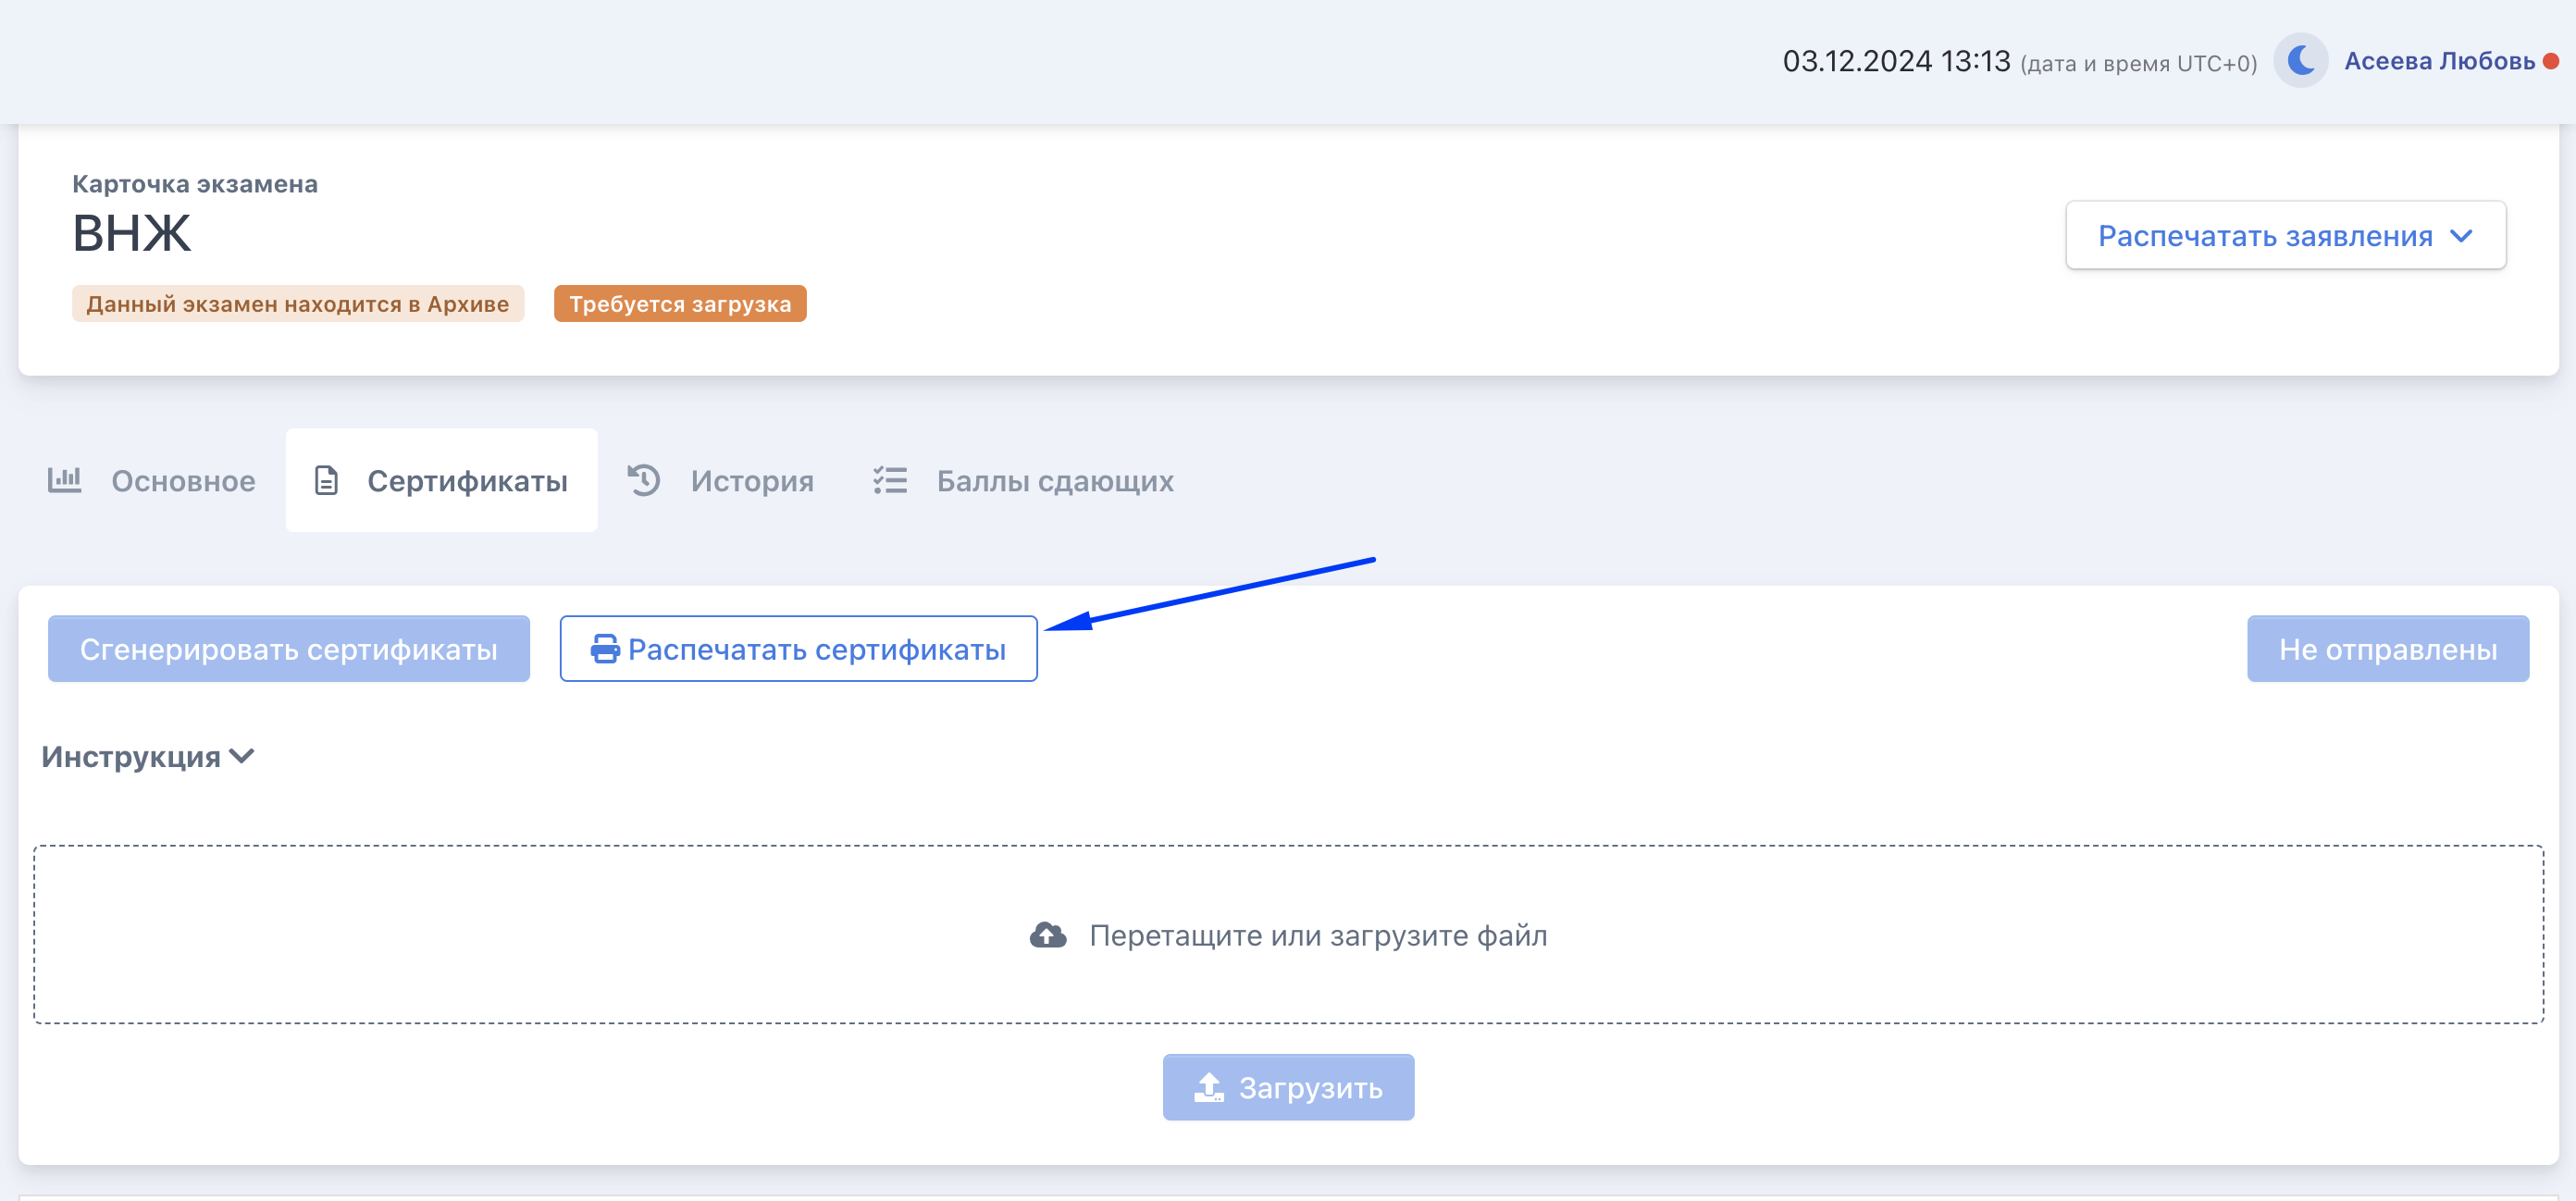 03.12.2024 13:13 (дата и время UTC+0) Асеева Любовь
Карточка экзамена
ВНЖ
Распечатать заявления
Данный экзамен находится в Архиве Требуется загрузка
Основное Сертификаты История Баллы сдающих
Сгенерировать сертификаты Распечатать сертификаты Не отправлены
Инструкция
Перетащите или загрузите файл
Загрузить